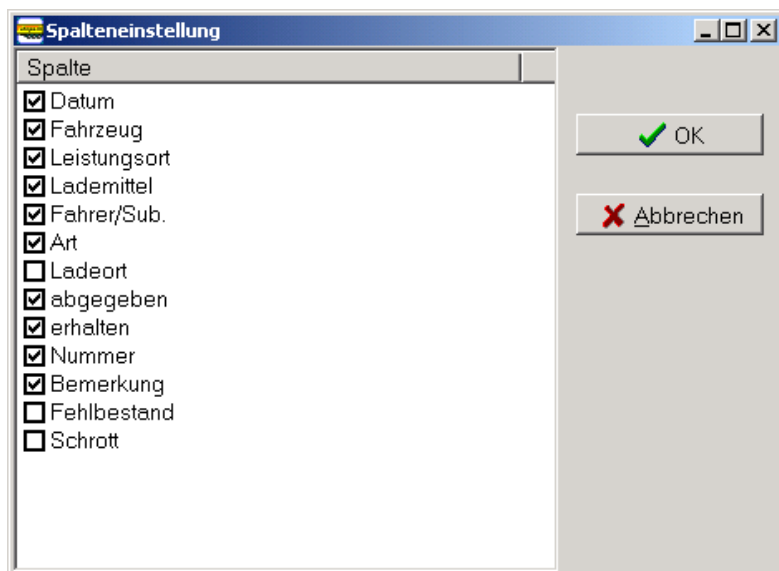 Spalteneinstellung
Spalte
Datum
Fahrzeug
Leistungsort
Lademittel
Fahrer/Sub.
Art
Ladeort
abgegeben
erhalten
Nummer
Bemerkung
Fehlbestand
Schrott
OK
Abbrechen